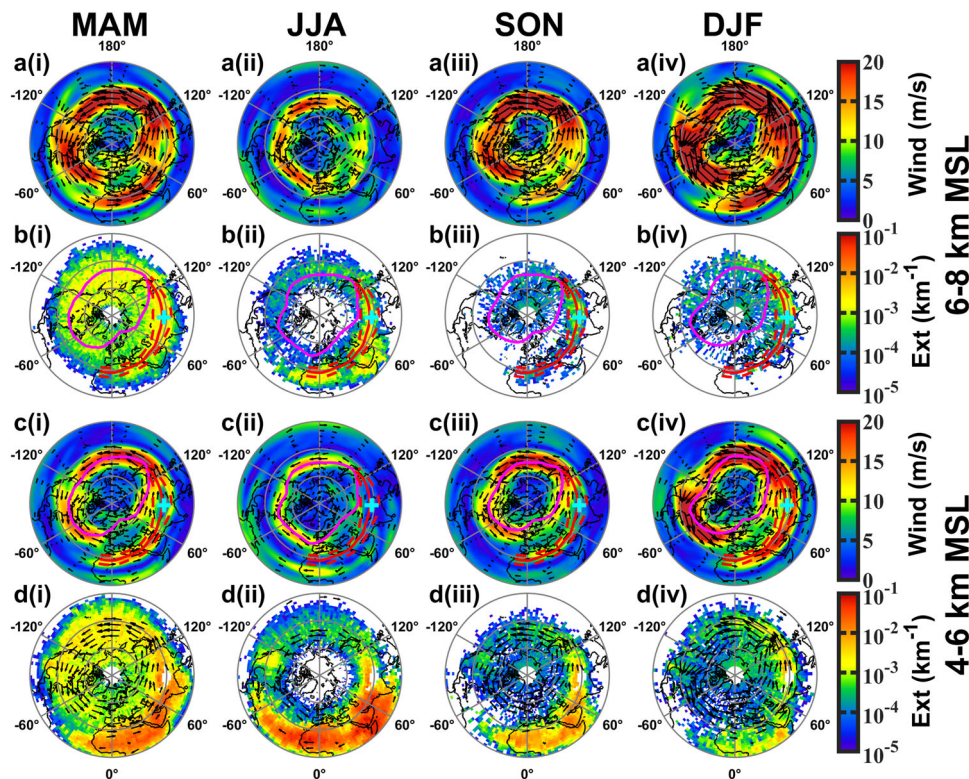 MAM JJA SON DJF
180° 180° 180° 180°
a(i) a(ii) a(iii) a(iv)
-120° 120° -120° 120° -120° 120° -120° 120°
-60° 60° -60° 60° -60° 60° -60° 60°
20
15
10
5
0
Wind (m/s)
b(i) b(ii) b(iii) b(iv)
-120° 120° -120° 120° -120° 120° -120° 120°
-60° 60° -60° 60° -60° 60° -60° 60°
10⁻¹
10⁻²
10⁻³
10⁻⁴
10⁻⁵
Ext (km⁻¹)
6-8 km MSL
c(i) c(ii) c(iii) c(iv)
-120° 120° -120° 120° -120° 120° -120° 120°
-60° 60° -60° 60° -60° 60° -60° 60°
20
15
10
5
0
Wind (m/s)
d(i) d(ii) d(iii) d(iv)
-120° 120° -120° 120° -120° 120° -120° 120°
-60° 60° -60° 60° -60° 60° -60° 60°
0° 0° 0° 0°
10⁻¹
10⁻²
10⁻³
10⁻⁴
10⁻⁵
Ext (km⁻¹)
4-6 km MSL